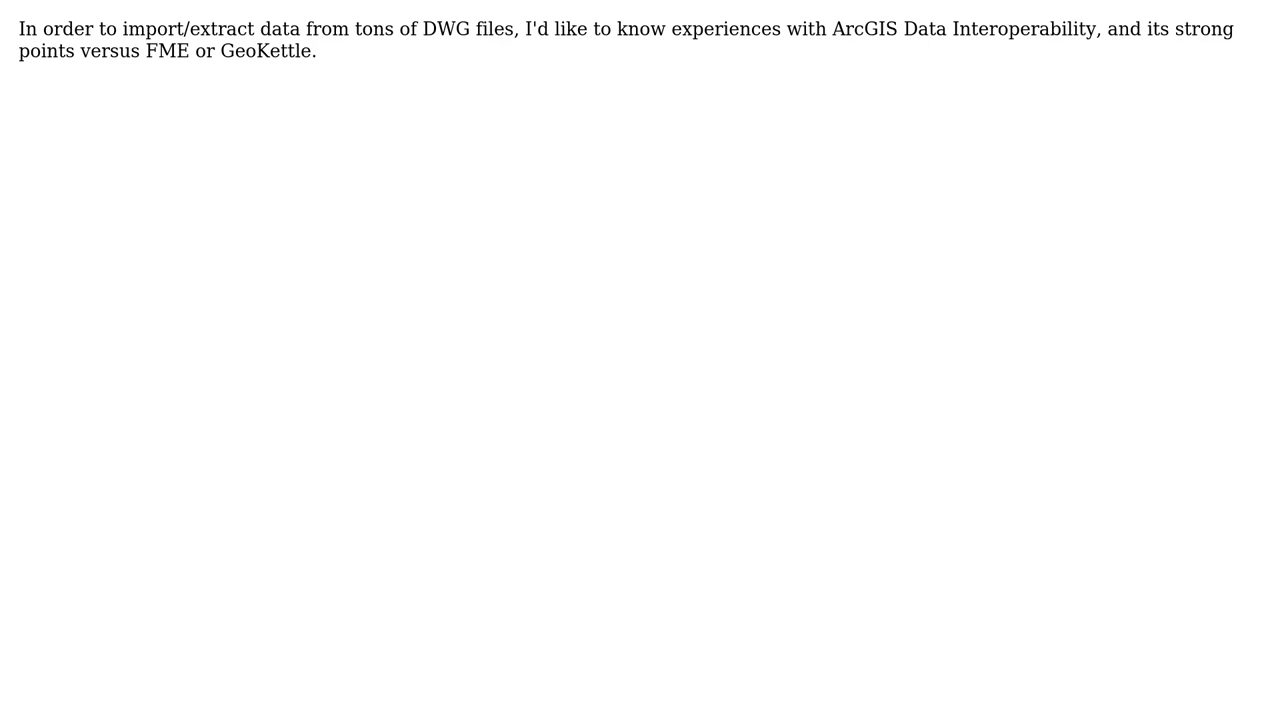 In order to import/extract data from tons of DWG files, I'd like to know experiences with ArcGIS Data Interoperability, and its strong
points versus FME or GeoKettle.